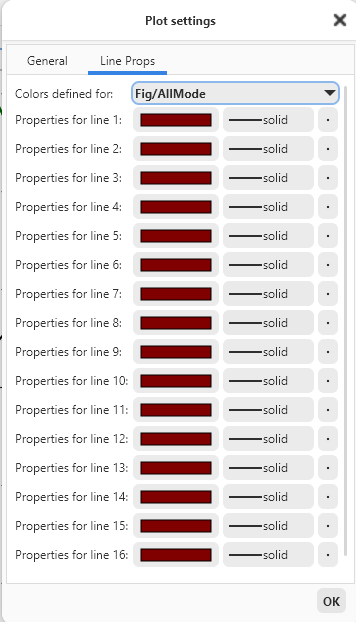 Plot settings
General Line Props
Colors defined for: Fig/AllMode
Properties for line 1: solid
Properties for line 2: solid
Properties for line 3: solid
Properties for line 4: solid
Properties for line 5: solid
Properties for line 6: solid
Properties for line 7: solid
Properties for line 8: solid
Properties for line 9: solid
Properties for line 10: solid
Properties for line 11: solid
Properties for line 12: solid
Properties for line 13: solid
Properties for line 14: solid
Properties for line 15: solid
Properties for line 16: solid
OK